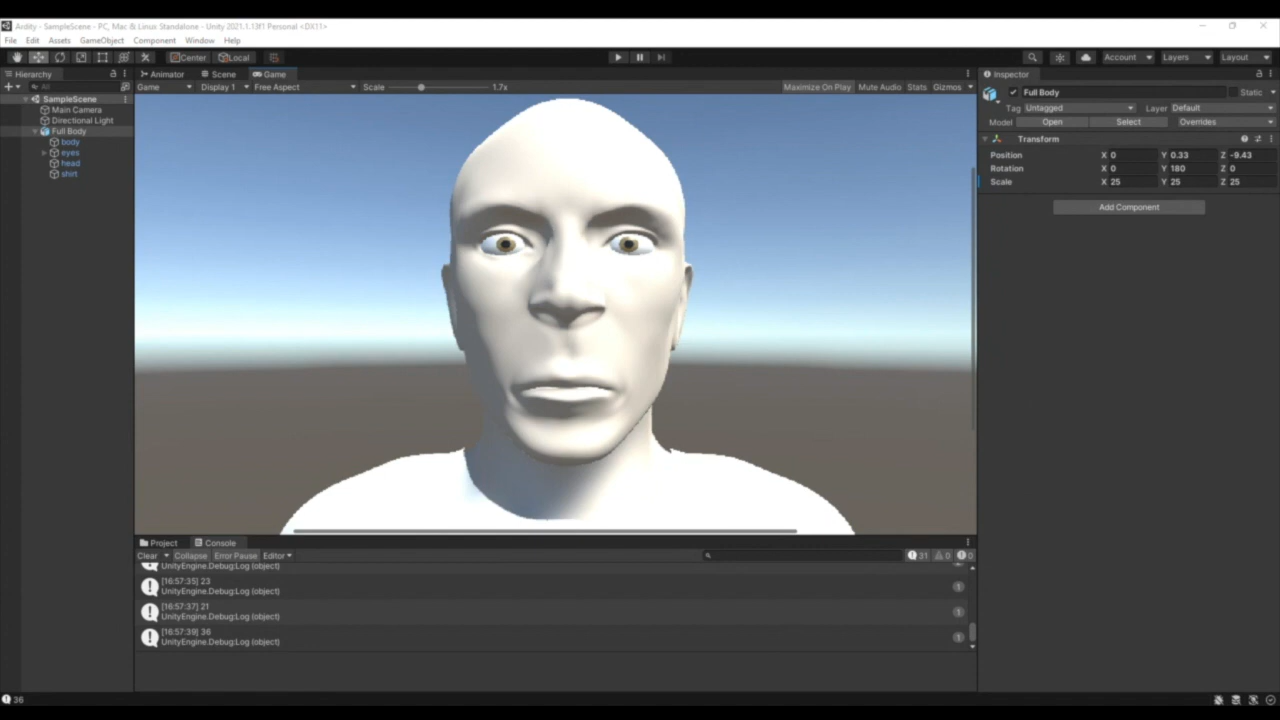 Ardity - SampleScene - PC, Mac & Linux Standalone - Unity 2021.1.13f1 Personal <DX11>
File Edit Assets GameObject Component Window Help
Center Local
Account Layers Layout
Hierarchy
All
SampleScene
Main Camera
Directional Light
Full Body
body
eyes
head
shirt
Animator Scene Game
Game Display 1 Free Aspect Scale 1.7x Maximize On Play Mute Audio Stats Gizmos
Inspector
Full Body Static
Tag Untagged Layer Default
Model Open Select Overrides
Transform
Position X 0 Y 0.33 Z -9.43
Rotation X 0 Y 180 Z 0
Scale X 25 Y 25 Z 25
Add Component
Project Console
Clear Collapse Error Pause Editor 31 0 0
UnityEngine.Debug:Log (object)
[16:57:35] 23
UnityEngine.Debug:Log (object) 1
[16:57:37] 21
UnityEngine.Debug:Log (object) 1
[16:57:39] 36
UnityEngine.Debug:Log (object) 1
36